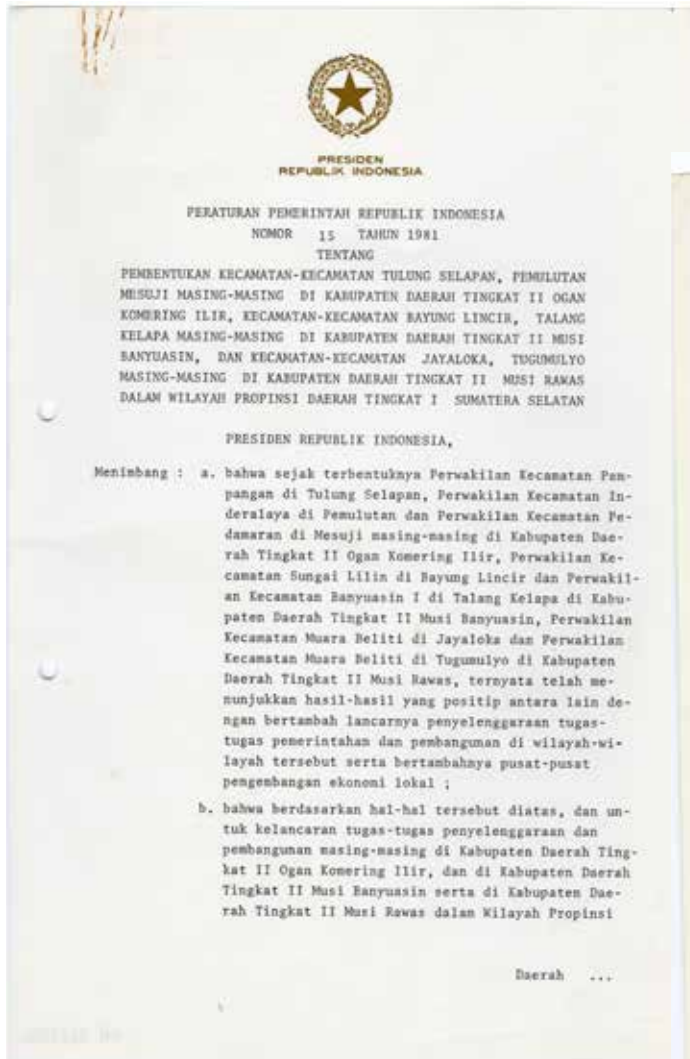 PRESIDEN
REPUBLIK INDONESIA
PERATURAN PEMERINTAH REPUBLIK INDONESIA
NOMOR 15 TAHUN 1981
TENTANG
PEMBENTUKAN KECAMATAN-KECAMATAN TULUNG SELAPAN, PEMULUTAN
MESUJI MASING-MASING DI KABUPATEN DAERAH TINGKAT II OGAN
KOMERING ILIR, KECAMATAN-KECAMATAN BAYUNG LINCIR, TALANG
KELAPA MASING-MASING DI KABUPATEN DAERAH TINGKAT II MUSI
BANYUASIN, DAN KECAMATAN-KECAMATAN JAYALOKA, TUGUMULYO
MASING-MASING DI KABUPATEN DAERAH TINGKAT II MUSI RAWAS
DALAM WILAYAH PROPINSI DAERAH TINGKAT I SUMATERA SELATAN
PRESIDEN REPUBLIK INDONESIA,
Menimbang : a. bahwa sejak terbentuknya Perwakilan Kecamatan Pam-
pangan di Tulung Selapan, Perwakilan Kecamatan In-
deralaya di Pemulutan dan Perwakilan Kecamatan Pe-
damaran di Mesuji masing-masing di Kabupaten Dae-
rah Tingkat II Ogan Komering Ilir, Perwakilan Ke-
camatan Sungai Lilin di Bayung Lincir dan Perwakil-
an Kecamatan Banyuasin I di Talang Kelapa di Kabu-
paten Daerah Tingkat II Musi Banyuasin, Perwakilan
Kecamatan Muara Beliti di Jayaloka dan Perwakilan
Kecamatan Muara Beliti di Tugumulyo di Kabupaten
Daerah Tingkat II Musi Rawas, ternyata telah me-
nunjukkan hasil-hasil yang positip antara lain de-
ngan bertambah lancarnya penyelenggaraan tugas-
tugas pemerintahan dan pembangunan di wilayah-wi-
layah tersebut serta bertambahnya pusat-pusat
pengembangan ekonomi lokal ;
b. bahwa berdasarkan hal-hal tersebut diatas, dan un-
tuk kelancaran tugas-tugas penyelenggaraan dan
pembangunan masing-masing di Kabupaten Daerah Ting-
kat II Ogan Komering Ilir, dan di Kabupaten Daerah
Tingkat II Musi Banyuasin serta di Kabupaten Dae-
rah Tingkat II Musi Rawas dalam Wilayah Propinsi
Daerah ...